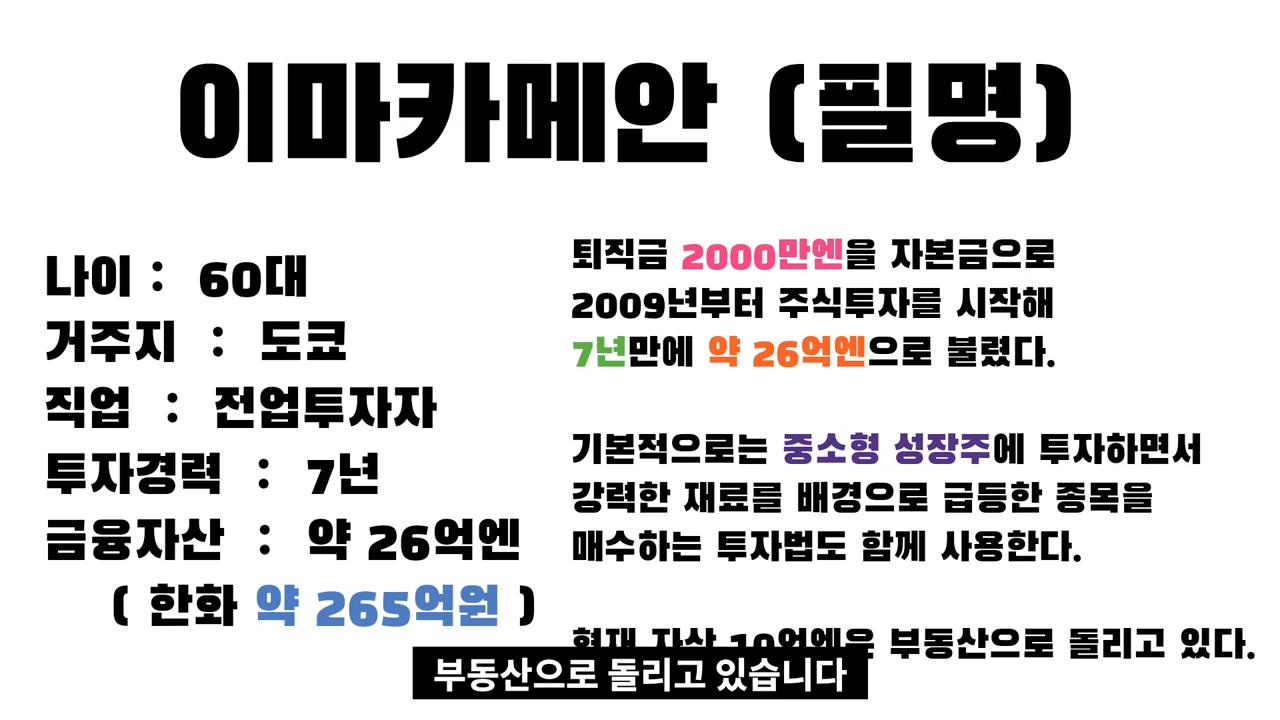 이마카메안 (필명)
나이 : 60대
거주지 : 도쿄
직업 : 전업투자자
투자경력 : 7년
금융자산 : 약 26억엔
( 한화 약 265억원 )
퇴직금 2000만엔을 자본금으로
2009년부터 주식투자를 시작해
7년만에 약 26억엔으로 불렸다.
기본적으로는 중소형 성장주에 투자하면서
강력한 재료를 배경으로 급등한 종목을
매수하는 투자법도 함께 사용한다.
현재 자산 10억엔은 부동산으로 돌리고 있다.
부동산으로 돌리고 있습니다